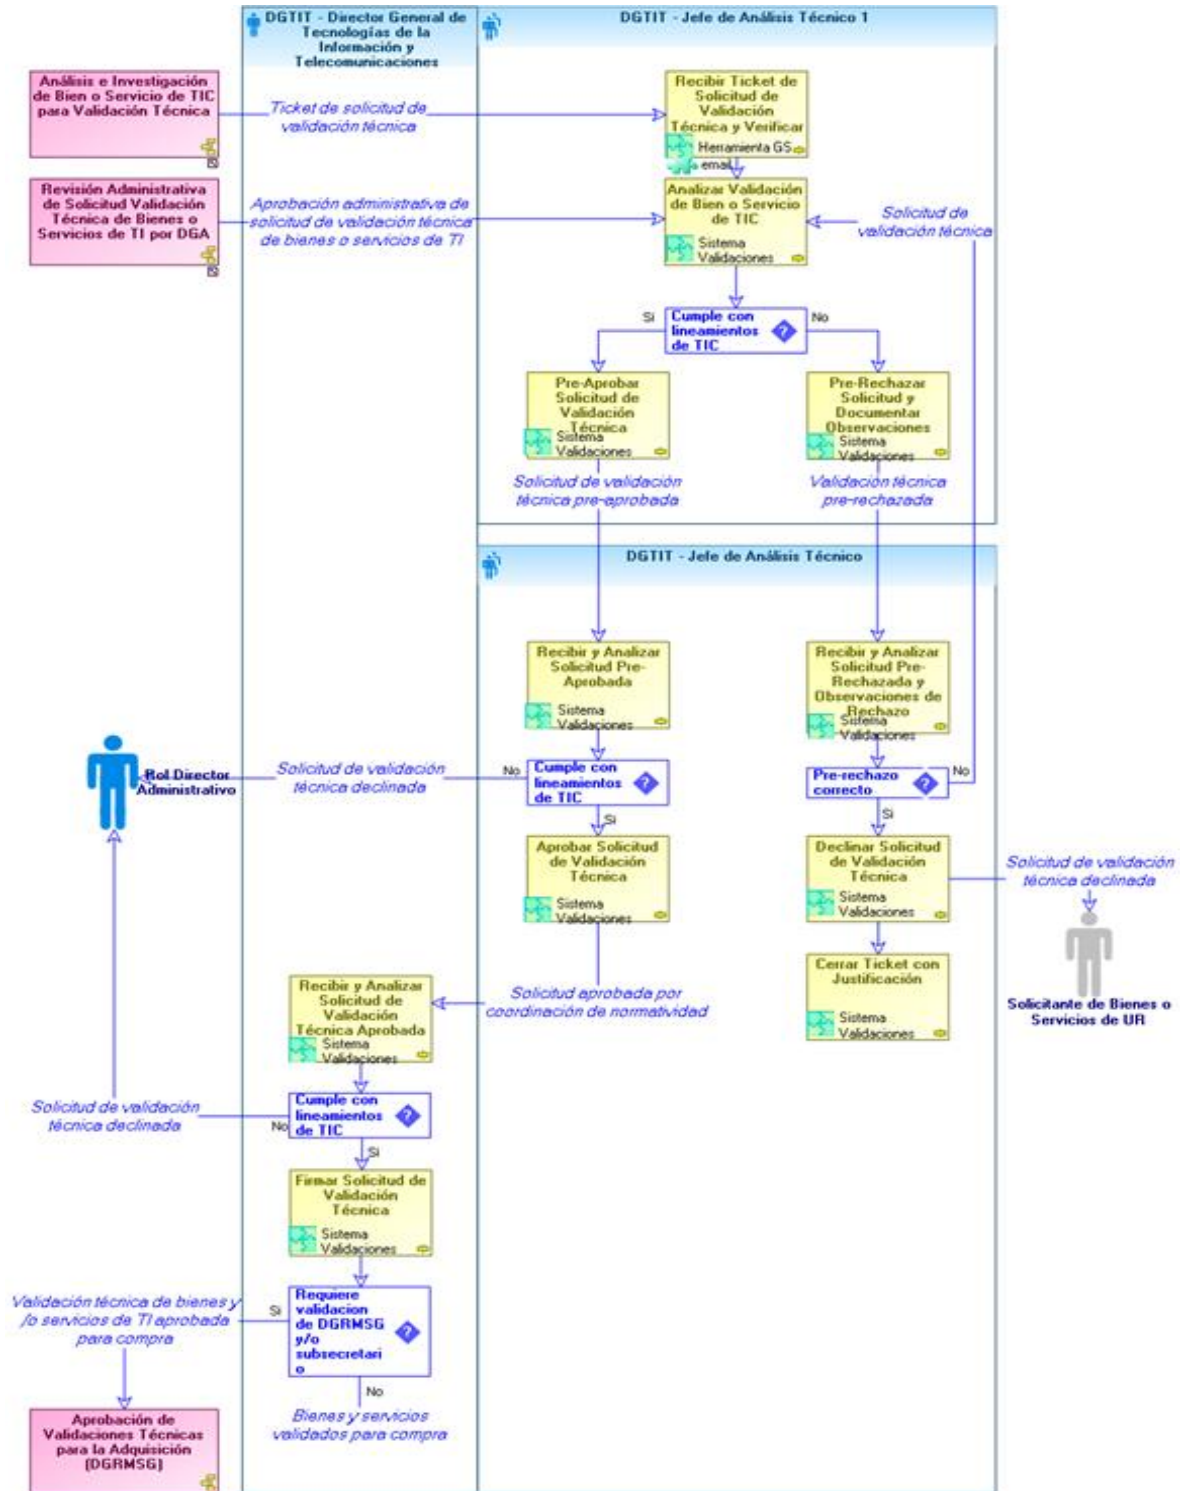 DGTIT - Director General de
Tecnologías de la
Información y
Telecomunicaciones
DGTIT - Jefe de Análisis Técnico 1
Análisis e Investigación
de Bien o Servicio de TIC
para Validación Técnica
Ticket de solicitud de
validación técnica
Recibir Ticket de
Solicitud de
Validación
Técnica y Verificar
Herramienta GS
email
Revisión Administrativa
de Solicitud Validación
Técnica de Bienes o
Servicios de TI por DGA
Aprobación administrativa de
solicitud de validación técnica
de bienes o servicios de TI
Analizar Validación
de Bien o Servicio
de TIC
Sistema
Validaciones
Solicitud de
validación técnica
Si
Cumple con
lineamientos
de TIC
No
Pre-Aprobar
Solicitud de
Validación
Técnica
Sistema
Validaciones
Pre-Rechazar
Solicitud y
Documentar
Observaciones
Sistema
Validaciones
Solicitud de validación
técnica pre-aprobada
Validación técnica
pre-rechazada
DGTIT - Jefe de Análisis Técnico
Recibir y Analizar
Solicitud Pre-
Aprobada
Sistema
Validaciones
Recibir y Analizar
Solicitud Pre-
Rechazada y
Observaciones de
Rechazo
Sistema
Validaciones
Rol Director
Administrativo
Solicitud de validación
técnica declinada
No
Cumple con
lineamientos
de TIC
Si
Pre-rechazo
correcto
No
Si
Aprobar Solicitud
de Validación
Técnica
Sistema
Validaciones
Declinar Solicitud
de Validación
Técnica
Sistema
Validaciones
Solicitud de validación
técnica declinada
Solicitante de Bienes o
Servicios de UR
Cerrar Ticket con
Justificación
Sistema
Validaciones
Solicitud aprobada por
coordinación de normatividad
Recibir y Analizar
Solicitud de
Validación
Técnica Aprobada
Sistema
Validaciones
Solicitud de validación
técnica declinada
No
Cumple con
lineamientos
de TIC
Si
Firmar Solicitud de
Validación
Técnica
Sistema
Validaciones
Validación técnica de bienes y
/o servicios de TI aprobada
para compra
Si
Requiere
validacion
de DGRMSG
y/o
subsecretari
o
No
Bienes y servicios
validados para compra
Aprobación de
Validaciones Técnicas
para la Adquisición
(DGRMSG)